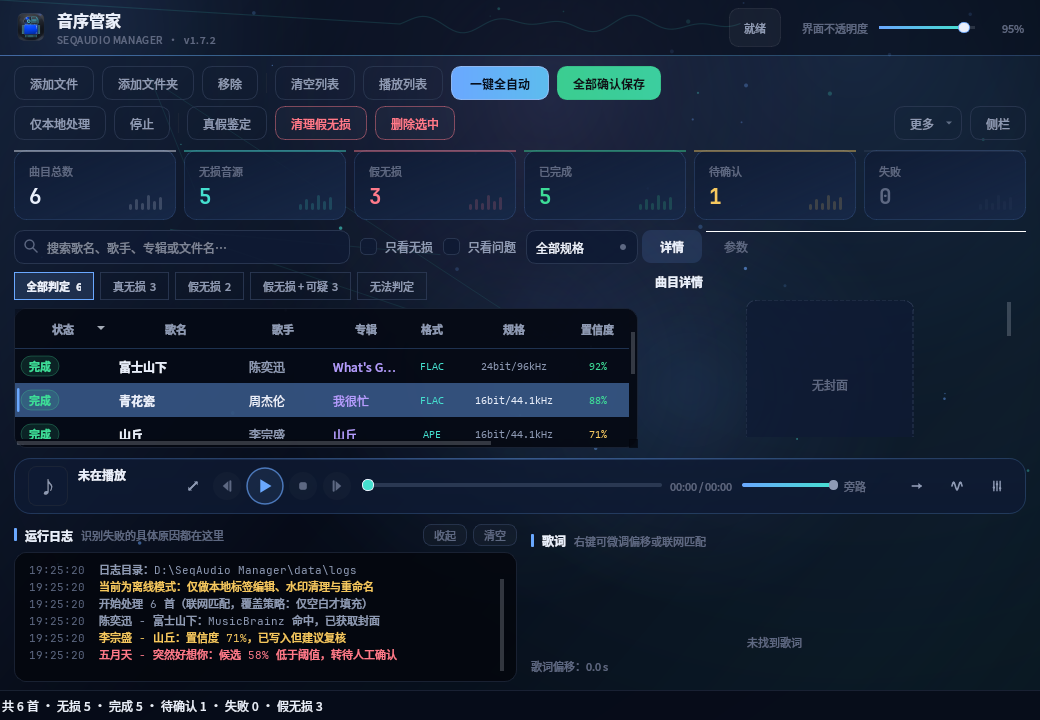 音序管家
SEQAUDIO MANAGER • v1.7.2
就绪
界面不透明度
95%
添加文件
添加文件夹
移除
清空列表
播放列表
一键全自动
全部确认保存
仅本地处理
停止
真假鉴定
清理假无损
删除选中
更多
侧栏
曲目总数
6
无损音源
5
假无损
3
已完成
5
待确认
1
失败
0
搜索歌名、歌手、专辑或文件名…
只看无损
只看问题
全部规格
详情
参数
全部判定 6
真无损 3
假无损 2
假无损+可疑 3
无法判定
曲目详情
无封面
状态 歌名 歌手 专辑 格式 规格 置信度
完成 富士山下 陈奕迅 What's G... FLAC 24bit/96kHz 92%
完成 青花瓷 周杰伦 我很忙 FLAC 16bit/44.1kHz 88%
完成 山丘 李宗盛 山丘 APE 16bit/44.1kHz 71%
未在播放
00:00 / 00:00
旁路
运行日志 识别失败的具体原因都在这里
收起
清空
19:25:20 日志目录：D:\SeqAudio Manager\data\logs
19:25:20 当前为离线模式：仅做本地标签编辑、水印清理与重命名
19:25:20 开始处理 6 首（联网匹配，覆盖策略：仅空白才填充）
19:25:20 陈奕迅 - 富士山下：MusicBrainz 命中，已获取封面
19:25:20 李宗盛 - 山丘：置信度 71%，已写入但建议复核
19:25:20 五月天 - 突然好想你：候选 58% 低于阈值，转待人工确认
歌词 右键可微调偏移或联网匹配
未找到歌词
歌词偏移：0.0 s
共 6 首 • 无损 5 • 完成 5 • 待确认 1 • 失败 0 • 假无损 3